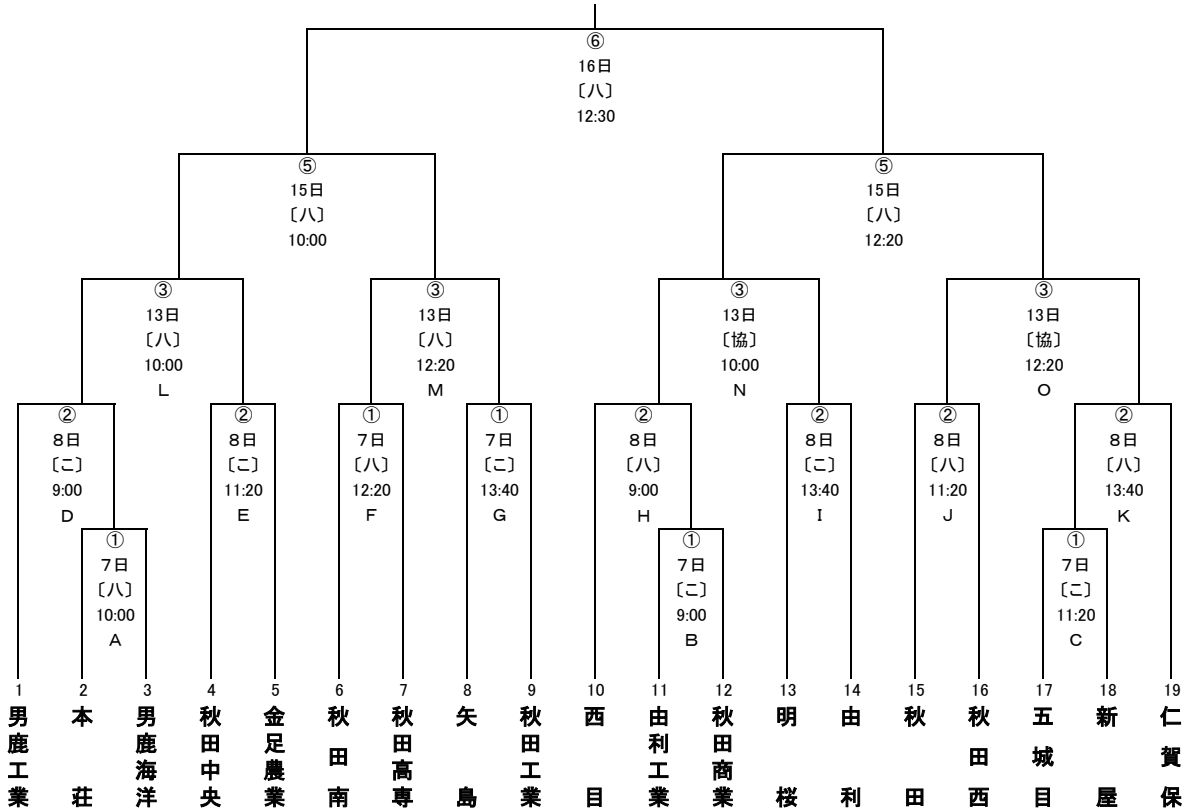 ⑥
16日
〔八〕
12:30
⑤
15日
〔八〕
10:00
⑤
15日
〔八〕
12:20
③
13日
〔八〕
10:00
L
③
13日
〔八〕
12:20
M
③
13日
〔協〕
10:00
N
③
13日
〔協〕
12:20
O
②
8日
〔こ〕
9:00
D
②
8日
〔こ〕
11:20
E
①
7日
〔八〕
12:20
F
①
7日
〔こ〕
13:40
G
②
8日
〔八〕
9:00
H
②
8日
〔こ〕
13:40
I
②
8日
〔八〕
11:20
J
②
8日
〔八〕
13:40
K
①
7日
〔八〕
10:00
A
①
7日
〔こ〕
9:00
B
①
7日
〔こ〕
11:20
C
1
男鹿工業
2
本荘
3
男鹿海洋
4
秋田中央
5
金足農業
6
秋田南
7
秋田高専
8
矢島
9
秋田工業
10
西目
11
由利工業
12
秋田商業
13
明桜
14
由利
15
秋田
16
秋田西
17
五城目
18
新屋
19
仁賀保